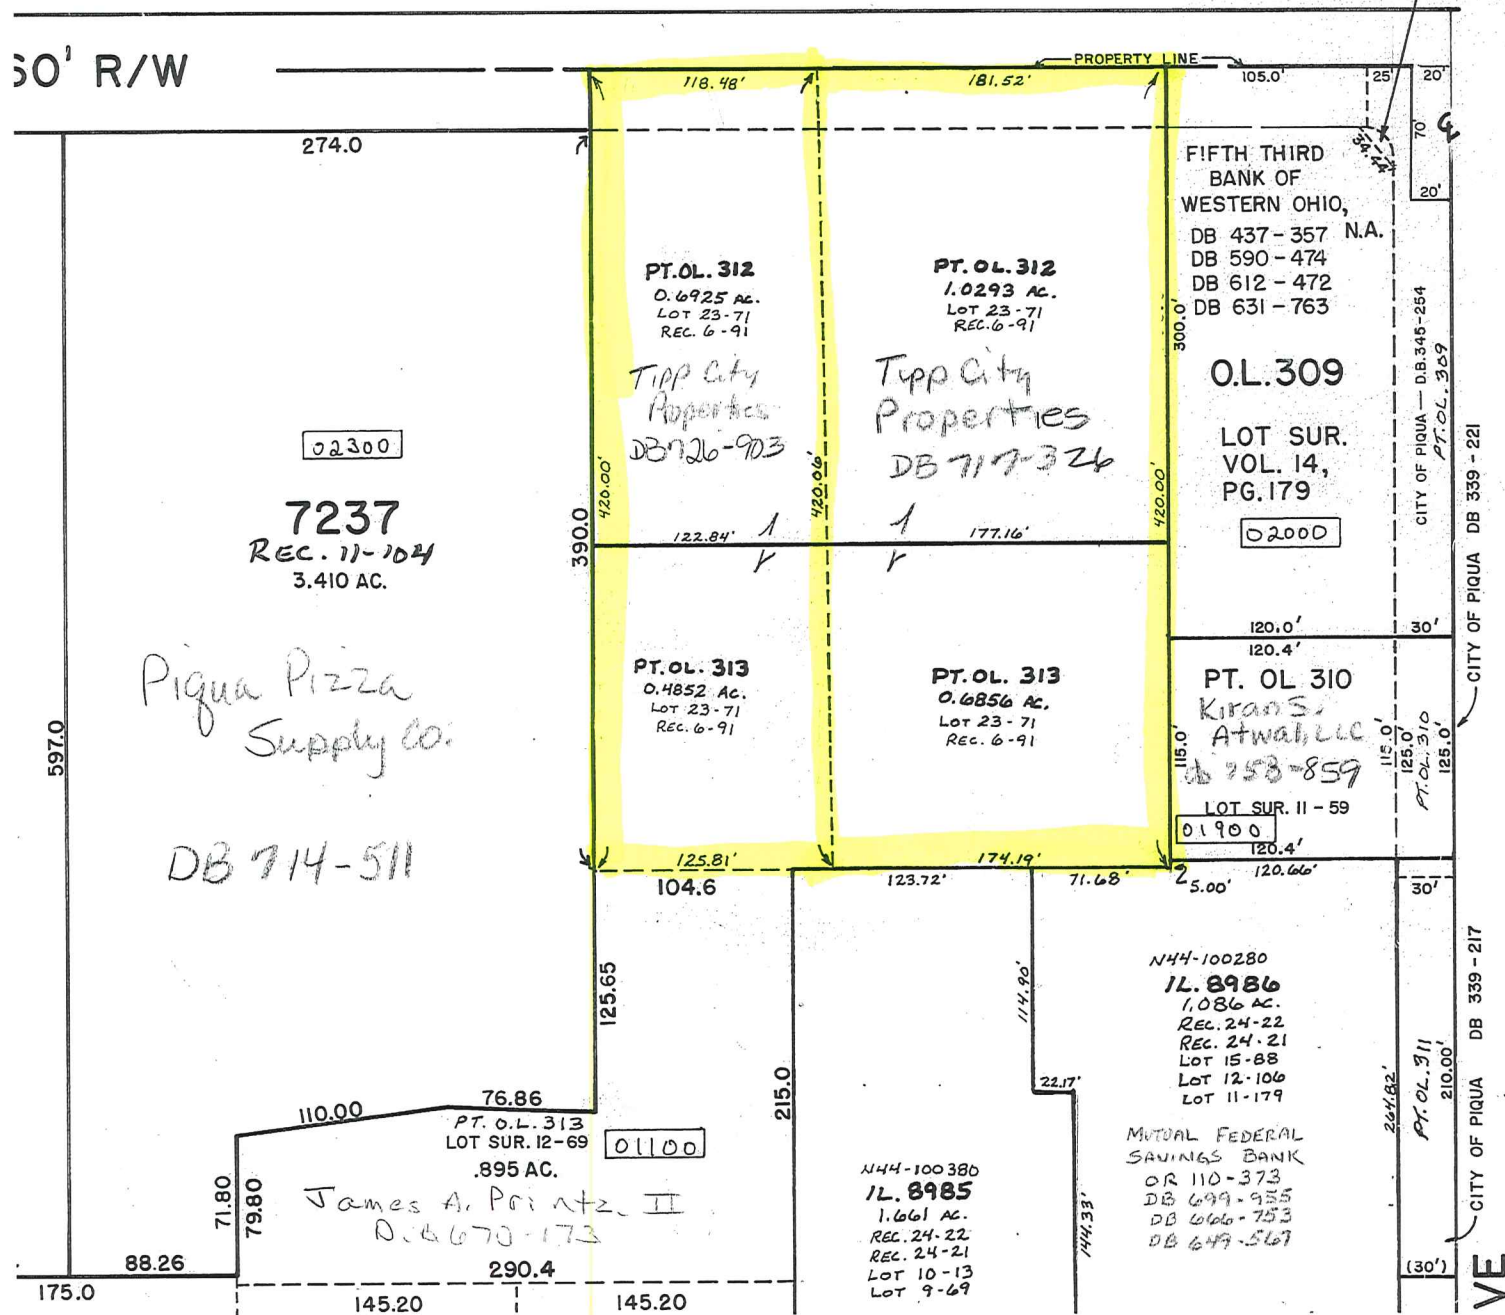 50' R/W
PROPERTY LINE
118.48'
181.52'
105.0'
25'
20'
274.0
70'
34.44'
20'
FIFTH THIRD
BANK OF
WESTERN OHIO,
N.A.
DB 437-357
DB 590-474
DB 612-472
DB 631-763
O.L.309
LOT SUR.
VOL. 14,
PG.179
02000
300.0'
CITY OF PIQUA — D.B.345-254
PT.OL.309
CITY OF PIQUA DB 339-221
PT.OL.312
0.6925 AC.
LOT 23-71
REC. 6-91
Tipp City
Properties
DB726-903
PT.OL.312
1.0293 AC.
LOT 23-71
REC.6-91
Tipp City
Properties
DB 717-326
02300
7237
REC. 11-104
3.410 AC.
Piqua Pizza
Supply Co.
DB 714-511
597.0
390.0
420.00'
420.06'
420.00'
122.84'
177.16'
PT.OL. 313
0.4852 AC.
LOT 23-71
REC. 6-91
PT.OL. 313
0.6856 AC.
LOT 23-71
REC. 6-91
120.0'
30'
120.4'
PT. OL 310
Kiran S.
Atwal, LLC
db 753-859
LOT SUR. 11-59
01900
115.0'
115.0'
125.0'
PT.OL.310
125.0'
120.4'
125.81'
174.19'
104.6
123.72'
71.68'
5.00'
120.66'
30'
125.65
215.0
114.90'
22.17'
144.33'
N44-100280
IL. 8986
1.086 AC.
REC. 24-22
REC. 24-21
LOT 15-88
LOT 12-106
LOT 11-179
MUTUAL FEDERAL
SAVINGS BANK
OR 110-373
DB 699-955
DB 666-753
DB 649-567
264.82'
PT.OL.311
210.00'
CITY OF PIQUA DB 339-217
(30')
VE
110.00
76.86
PT. O.L.313
LOT SUR. 12-69
.895 AC.
01100
James A. Printz, II
D.B 670-173
71.80
79.80
88.26
175.0
290.4
145.20
145.20
N44-100380
IL. 8985
1.661 AC.
REC. 24-22
REC. 24-21
LOT 10-13
LOT 9-69